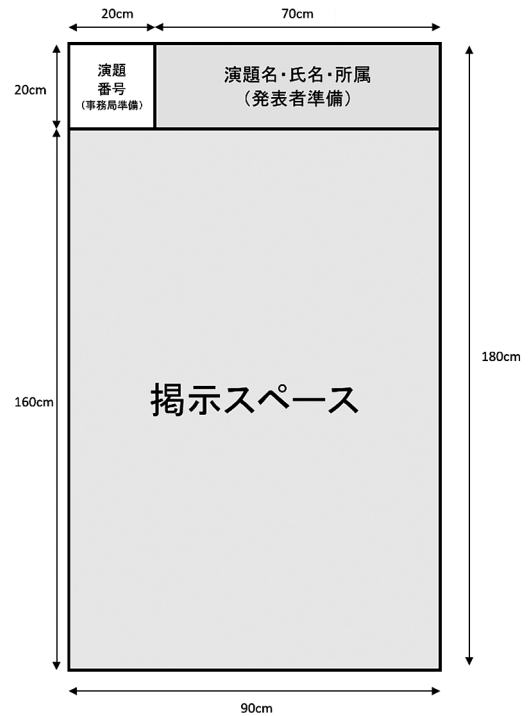 20cm
70cm
20cm
演題
番号
（事務局準備）
演題名・氏名・所属
（発表者準備）
160cm
掲示スペース
180cm
90cm